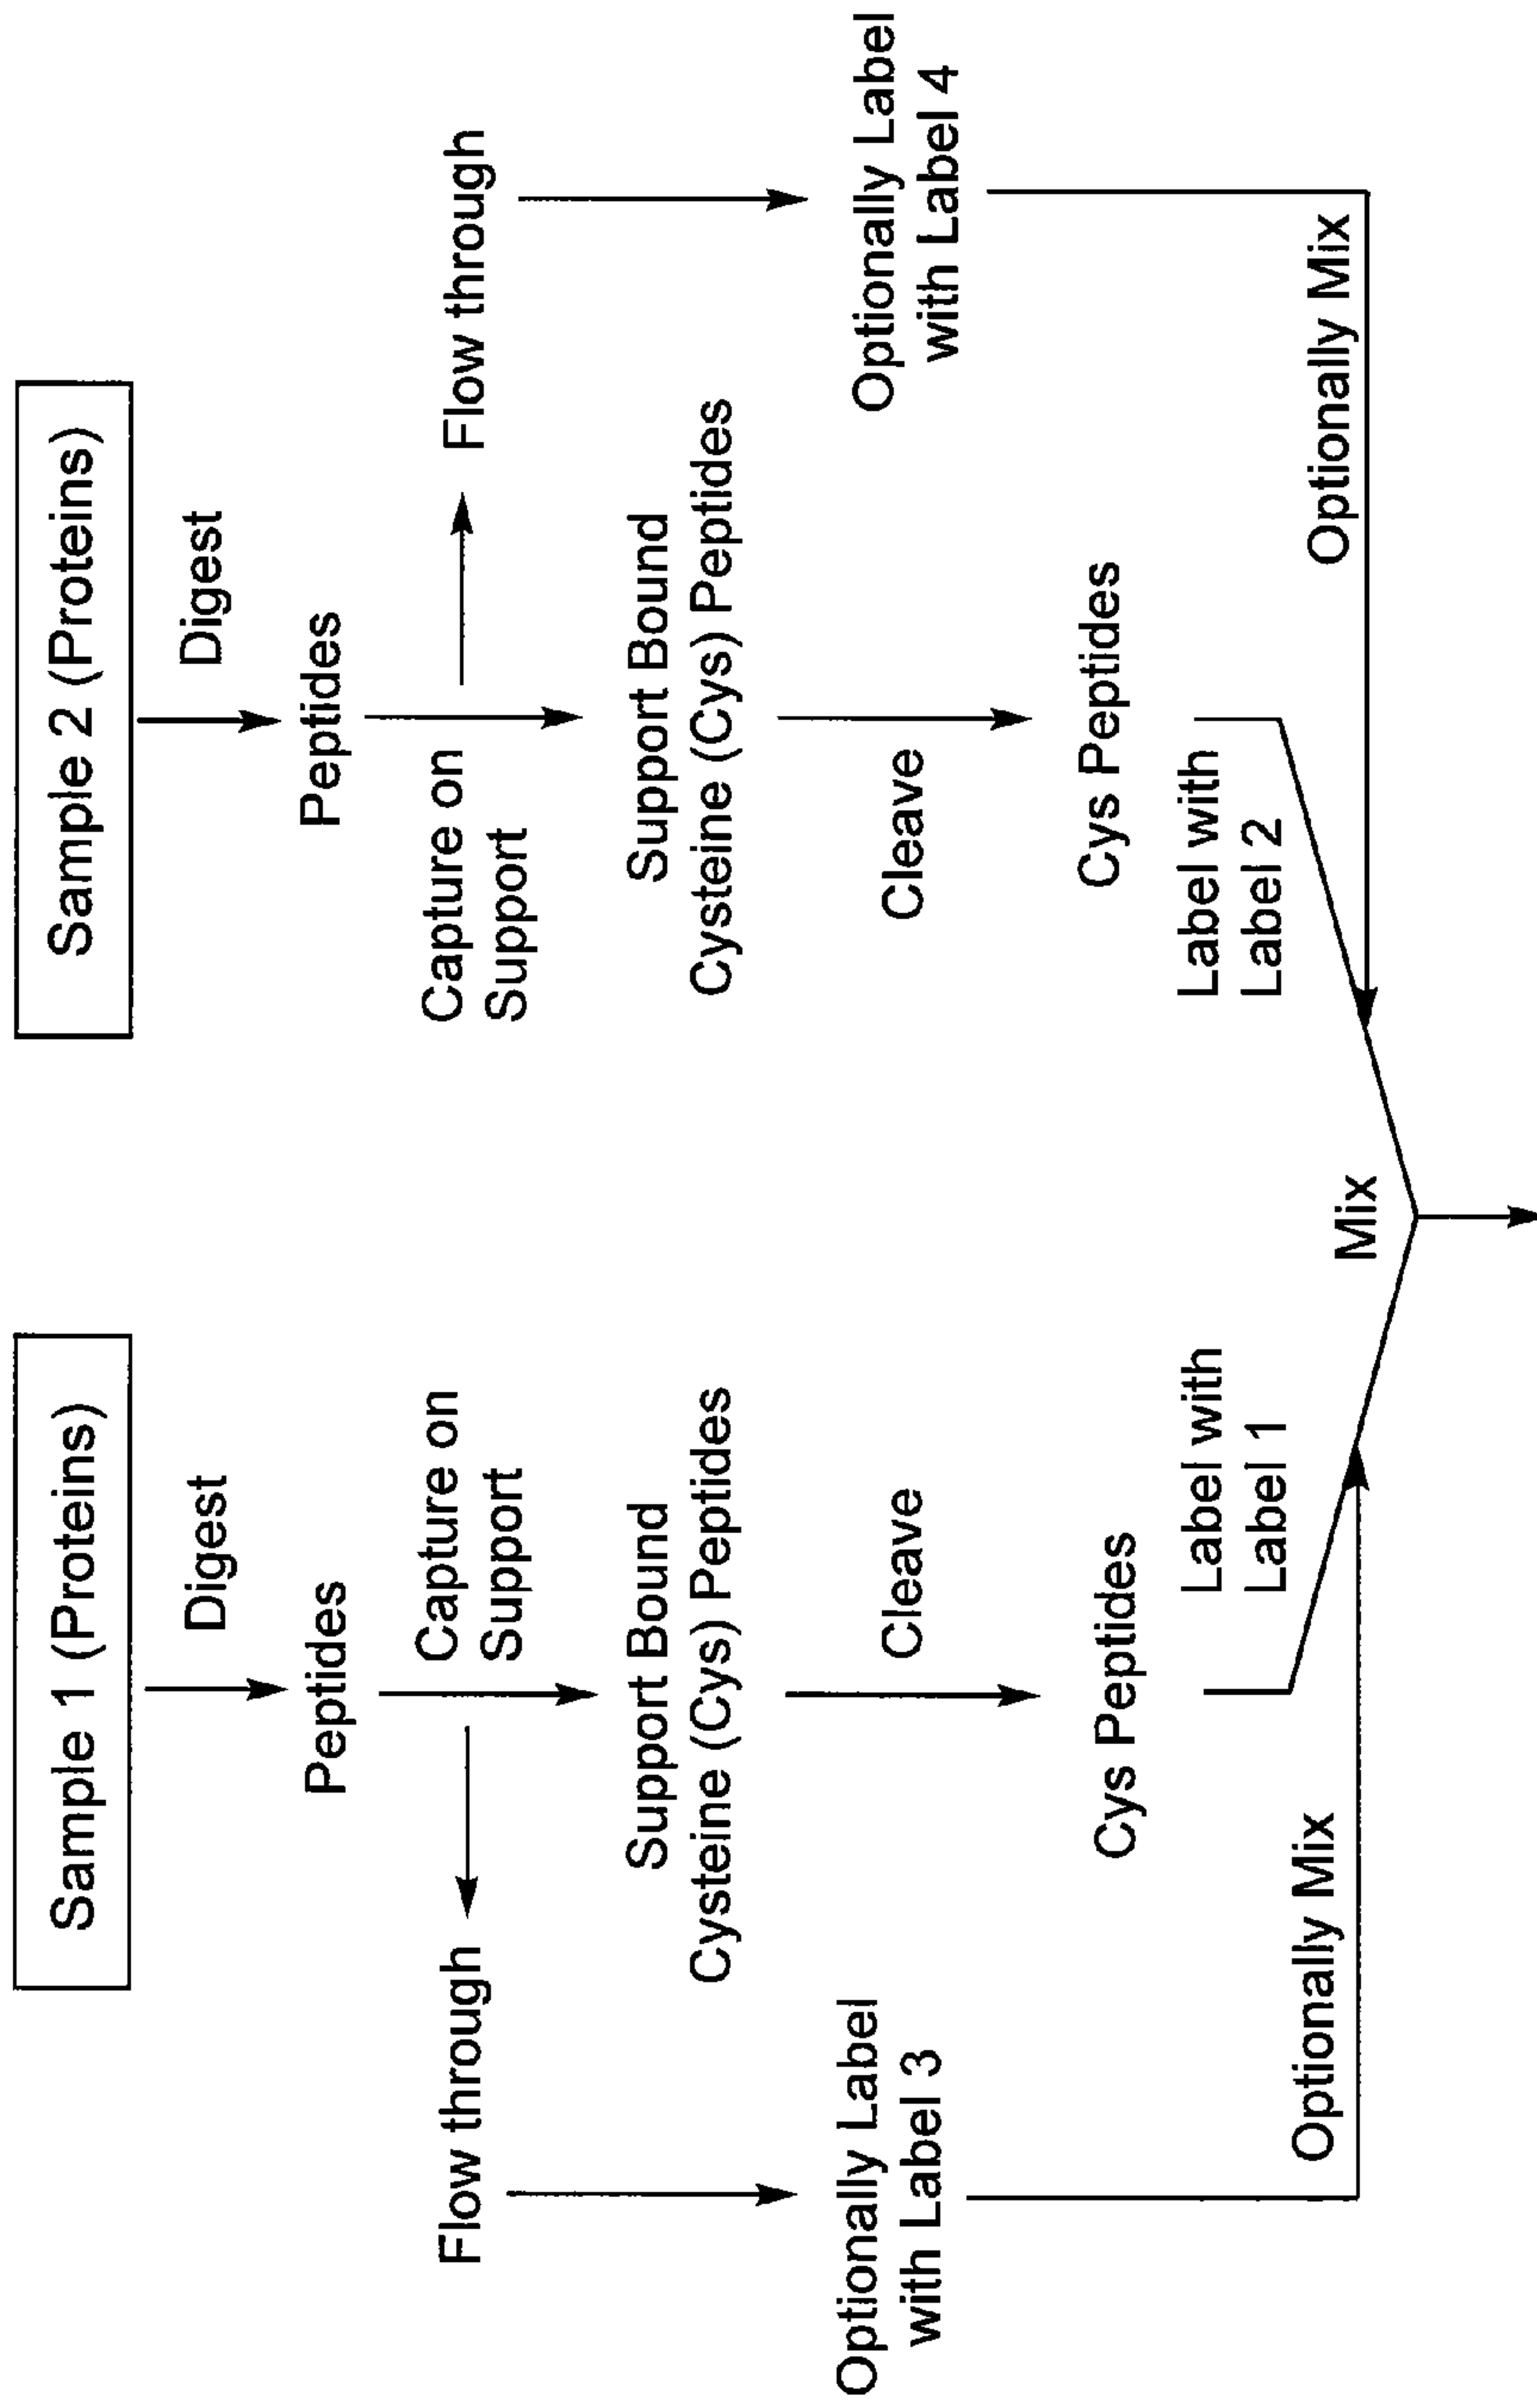 Sample 1 (Proteins)
Digest
Peptides
Capture on
Support
Flow through
Support Bound
Cysteine (Cys) Peptides
Optionally Label
with Label 3
Cleave
Cys Peptides
Label with
Label 1
Optionally Mix
Sample 2 (Proteins)
Digest
Peptides
Capture on
Support
Flow through
Support Bound
Cysteine (Cys) Peptides
Optionally Label
with Label 4
Cleave
Cys Peptides
Label with
Label 2
Optionally Mix
Mix